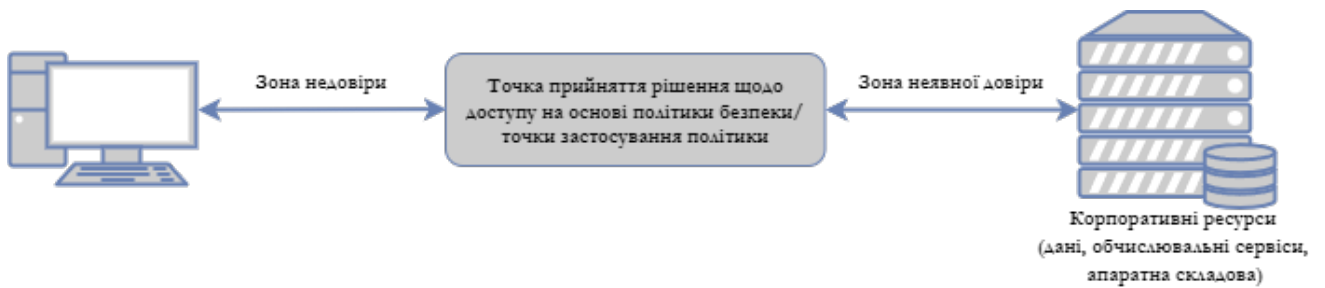 Зона недовіри
Точка прийняття рішення щодо
доступу на основі політики безпеки/
точки застосування політики
Зона неявної довіри
Корпоративні ресурси
(дані, обчислювальні сервіси,
апаратна складова)